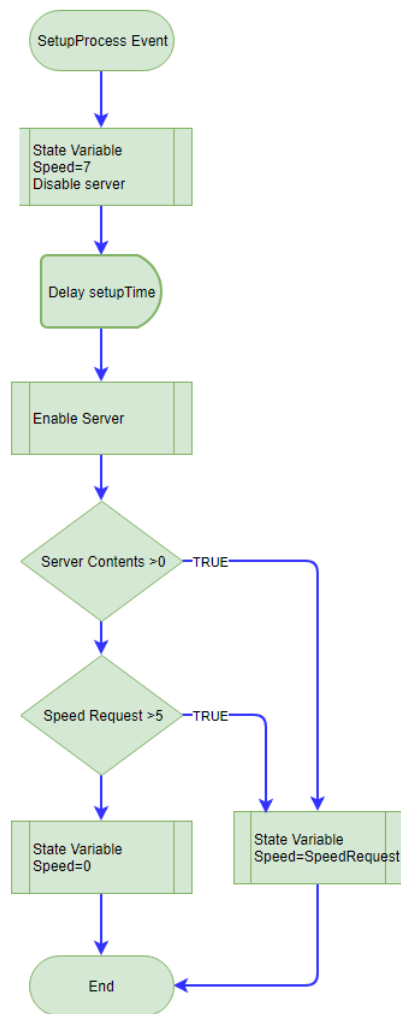 SetupProcess Event
State Variable
Speed=7
Disable server
Delay setupTime
Enable Server
Server Contents >0
TRUE
Speed Request >5
TRUE
State Variable
Speed=0
State Variable
Speed=SpeedRequest
End